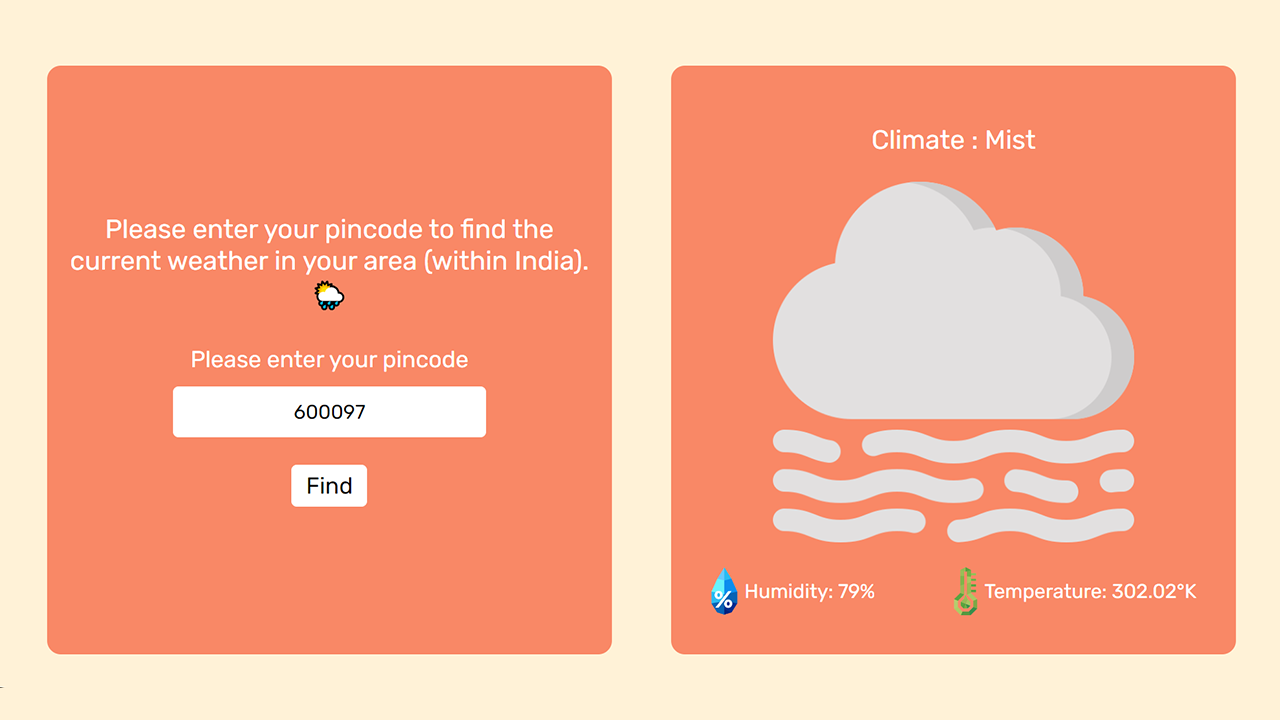 Please enter your pincode to find the
current weather in your area (within India).
Please enter your pincode
600097
Find
Climate : Mist
%
Humidity: 79%
Temperature: 302.02°K